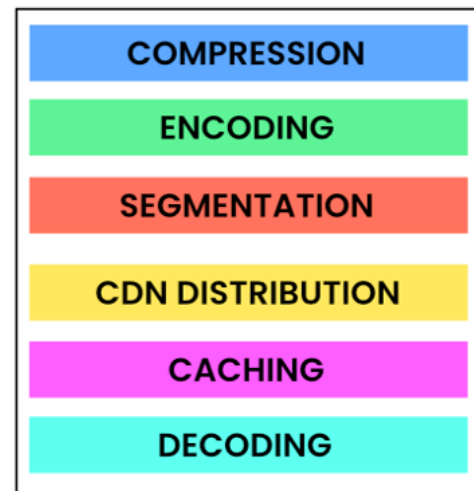 COMPRESSION
ENCODING
SEGMENTATION
CDN DISTRIBUTION
CACHING
DECODING